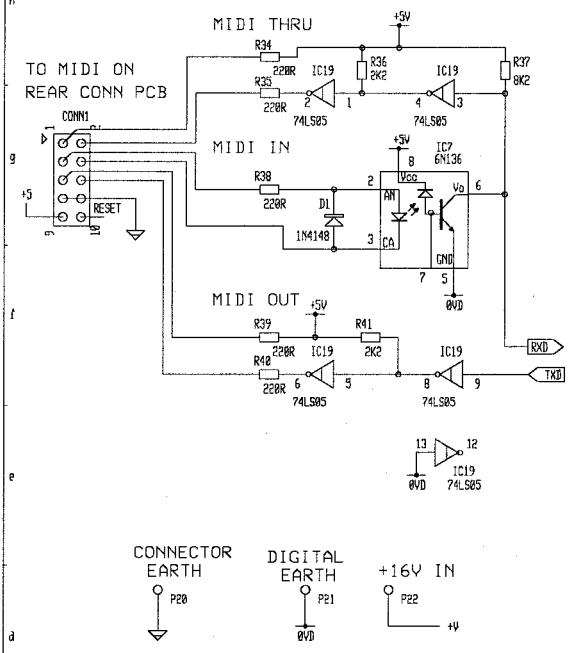 h
MIDI THRU
+5V
R34
R36
2K2
R37
8K2
TO MIDI ON
REAR CONN PCB
220R
R35
IC19
IC19
2
1
4
3
220R
74LS05
74LS05
CONN1
1
2
g
MIDI IN
+5V
8
IC7
6N136
VCC
VO
6
R38
2
AN
220R
D1
1N4148
3
CA
GND
7
5
0VD
+5
RESET
9
10
f
MIDI OUT
+5V
R39
R41
220R
2K2
R40
IC19
IC19
RXD
6
5
8
9
TXD
220R
74LS05
74LS05
13
12
e
0VD
IC19
74LS05
CONNECTOR
EARTH
P20
DIGITAL
EARTH
P21
0VD
+16V IN
P22
+V
d